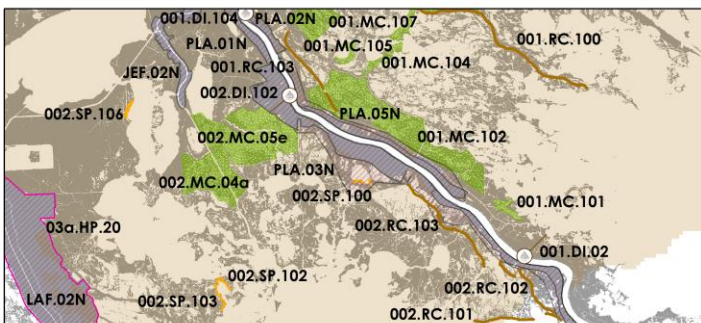 001.DI.104
PLA.02N
001.MC.107
PLA.01N
001.MC.105
001.RC.100
JEF.02N
001.RC.103
001.MC.104
002.DI.102
002.SP.106
PLA.05N
002.MC.05e
001.MC.102
PLA.03N
002.MC.04a
002.SP.100
001.MC.101
03a.HP.20
002.RC.103
001.DI.02
002.SP.102
002.RC.102
LAF.02N
002.SP.103
002.RC.101